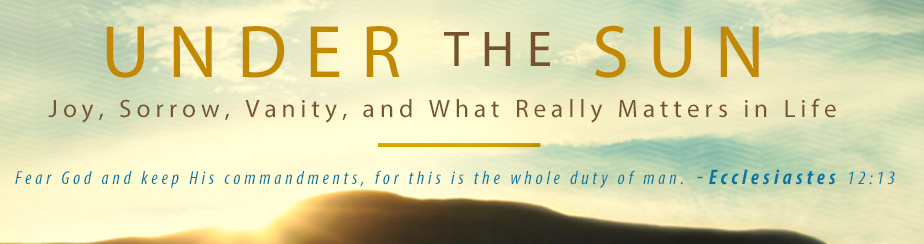 UNDER THE SUN
Joy, Sorrow, Vanity, and What Really Matters in Life
Fear God and keep His commandments, for this is the whole duty of man. -Ecclesiastes 12:13